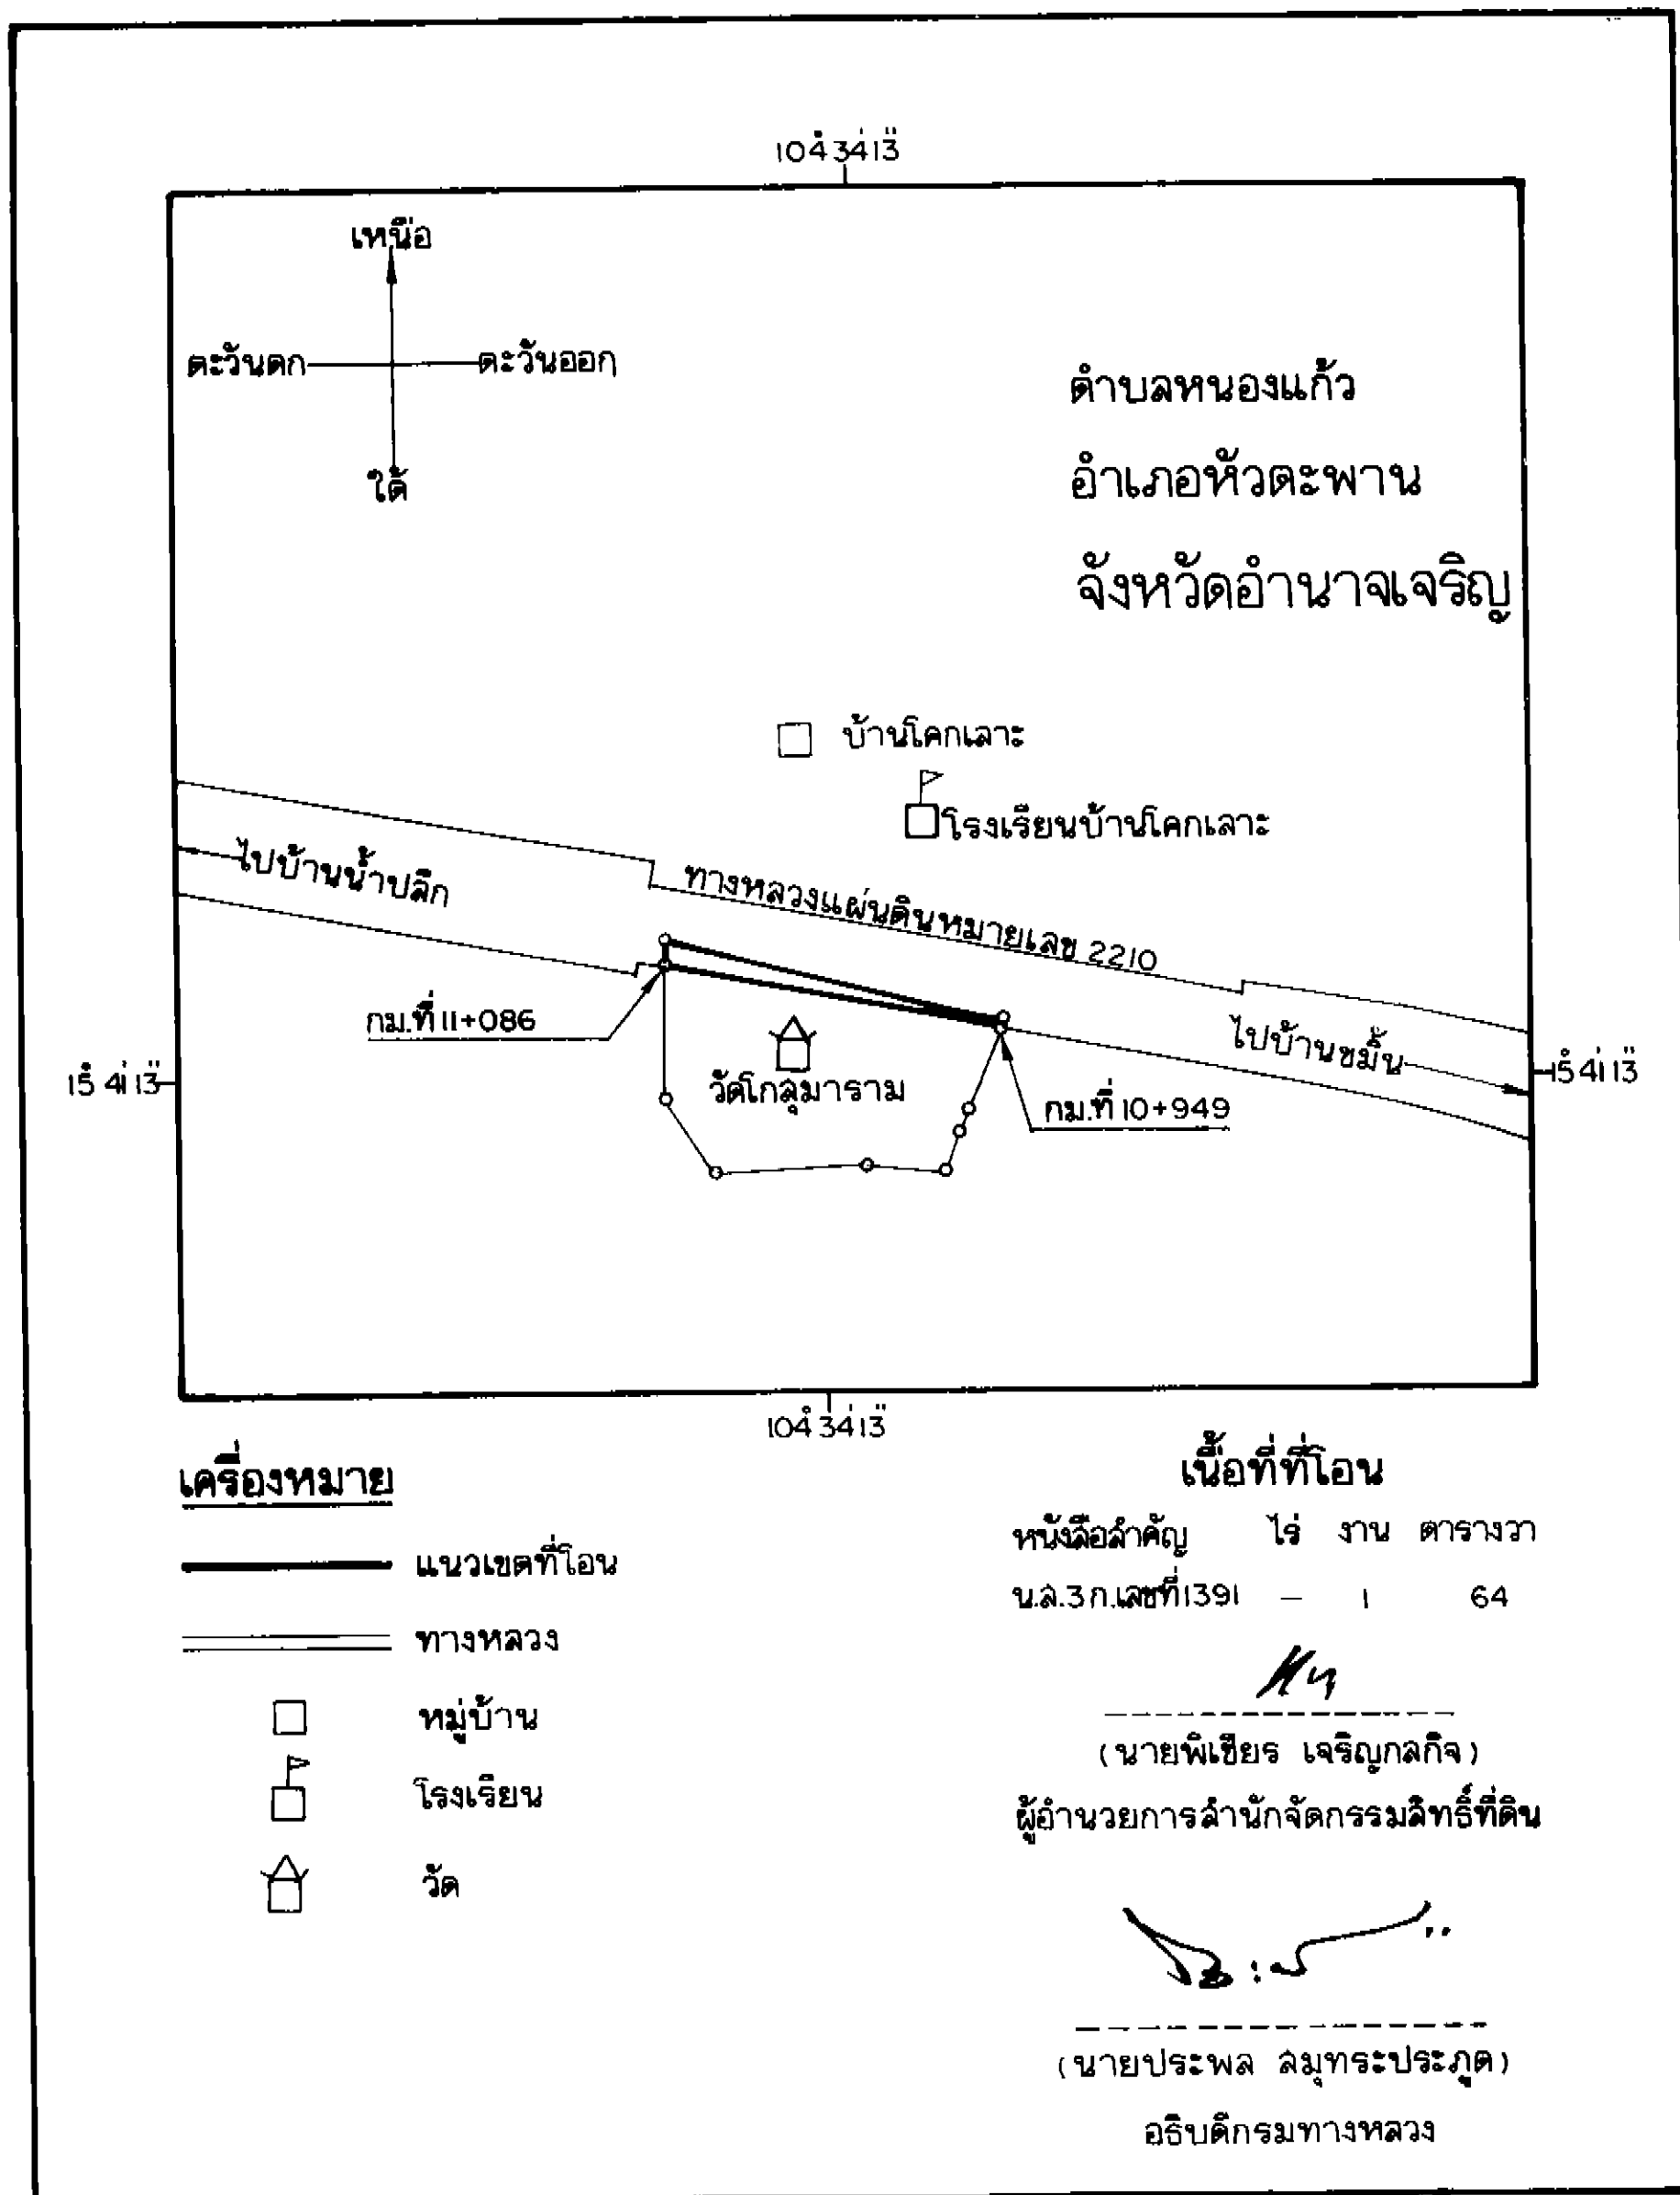 104°34'13"
เหนือ
ตะวันตก ตะวันออก
ใต้
ตำบลหนองแก้ว
อำเภอหัวตะพาน
จังหวัดอำนาจเจริญ
บ้านโคกเลาะ
โรงเรียนบ้านโคกเลาะ
ไปบ้านน้ำปลีก
ทางหลวงแผ่นดินหมายเลข 2210
กม.ที่ 11+086
ไปบ้านขมิ้น
15°41'13"
15°41'13"
วัดโกสุมาราม
กม.ที่ 10+949
104°34'13"
เครื่องหมาย
แนวเขตที่โอน
ทางหลวง
หมู่บ้าน
โรงเรียน
วัด
เนื้อที่ที่โอน
หนังสือสำคัญ ไร่ งาน ตารางวา
น.ส.3 ก.เลขที่ 1391 – 1 64
(นายพิเชียร เจริญกลกิจ)
ผู้อำนวยการสำนักจัดกรรมสิทธิ์ที่ดิน
(นายประพล สมุทระประภูต)
อธิบดีกรมทางหลวง